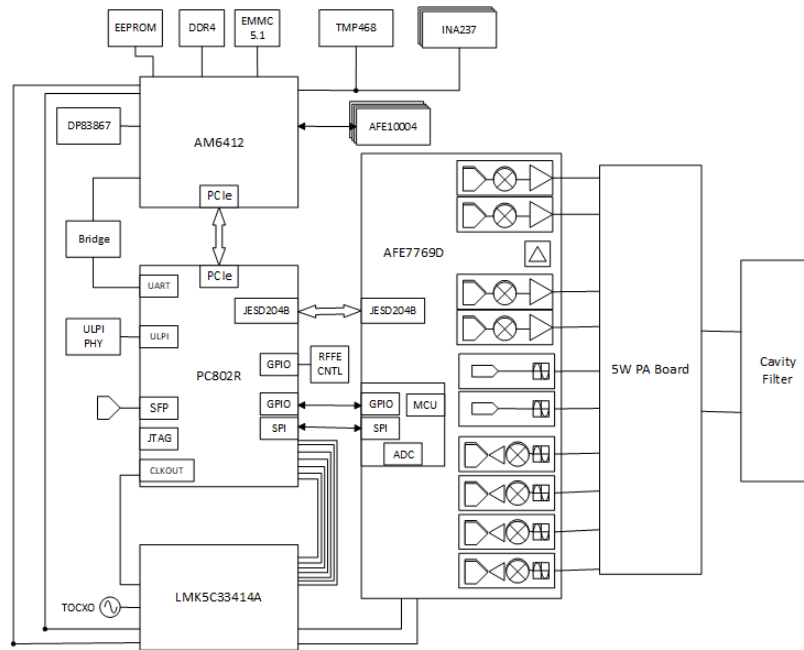 EEPROM
DDR4
EMMC
5.1
TMP468
INA237
DP83867
AM6412
AFE10004
PCIe
Bridge
AFE7769D
PCIe
UART
JESD204B
JESD204B
ULPI
PHY
ULPI
PC802R
GPIO
RFFE
CNTL
5W PA Board
Cavity
Filter
SFP
GPIO
GPIO
MCU
JTAG
SPI
SPI
CLKOUT
ADC
LMK5C33414A
TOCXO